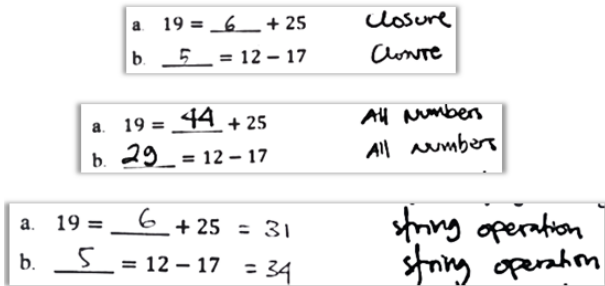 a. 19 = 6 + 25 Closure
b. 5 = 12 – 17 Closure
a. 19 = 44 + 25 All numbers
b. 29 = 12 – 17 All numbers
a. 19 = 6 + 25 = 31 string operation
b. 5 = 12 – 17 = 34 string operation